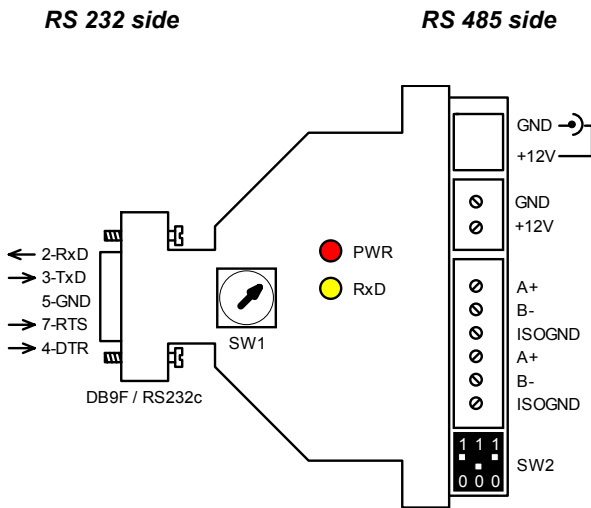 RS 232 side
RS 485 side
GND
+12V
GND
+12V
PWR
RxD
2-RxD
3-TxD
5-GND
7-RTS
4-DTR
SW1
DB9F / RS232c
A+
B-
ISOGND
A+
B-
ISOGND
1 1 1
0 0 0
SW2